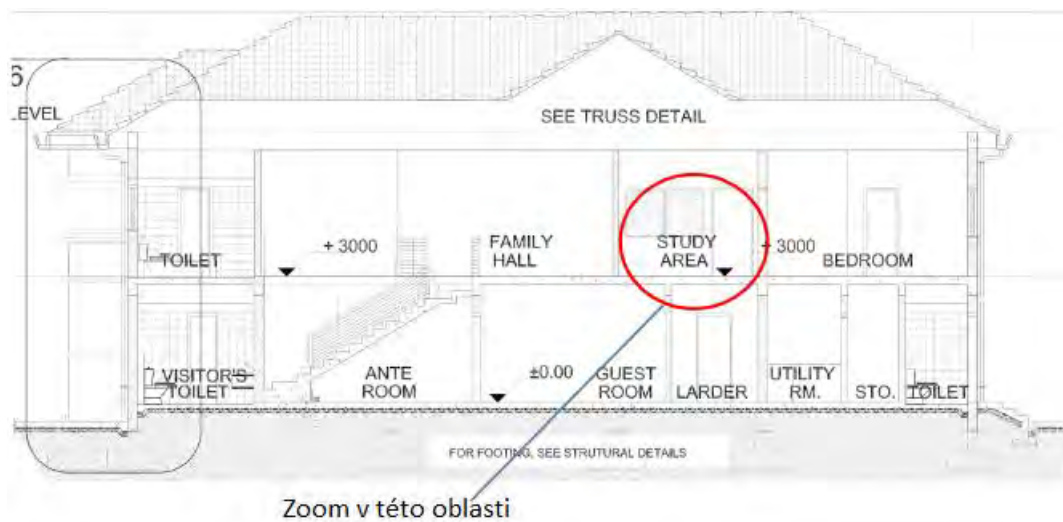 6
LEVEL
SEE TRUSS DETAIL
TOILET
+ 3000
FAMILY
HALL
STUDY
AREA
+ 3000
BEDROOM
VISITOR'S
TOILET
ANTE
ROOM
±0.00
GUEST
ROOM
LARDER
UTILITY
RM.
STO.
TOILET
FOR FOOTING, SEE STRUTURAL DETAILS
Zoom v této oblasti